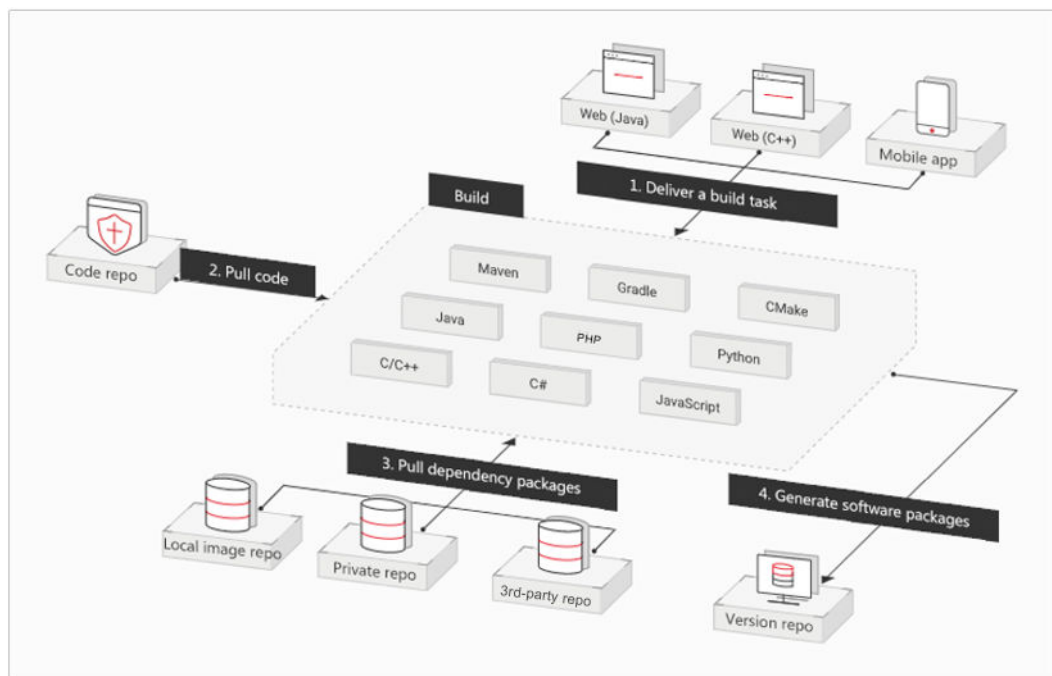 Web (Java)
Web (C++)
Mobile app
1. Deliver a build task
Build
Code repo
2. Pull code
Maven
Gradle
CMake
Java
PHP
Python
C/C++
C#
JavaScript
3. Pull dependency packages
4. Generate software packages
Local image repo
Private repo
3rd-party repo
Version repo